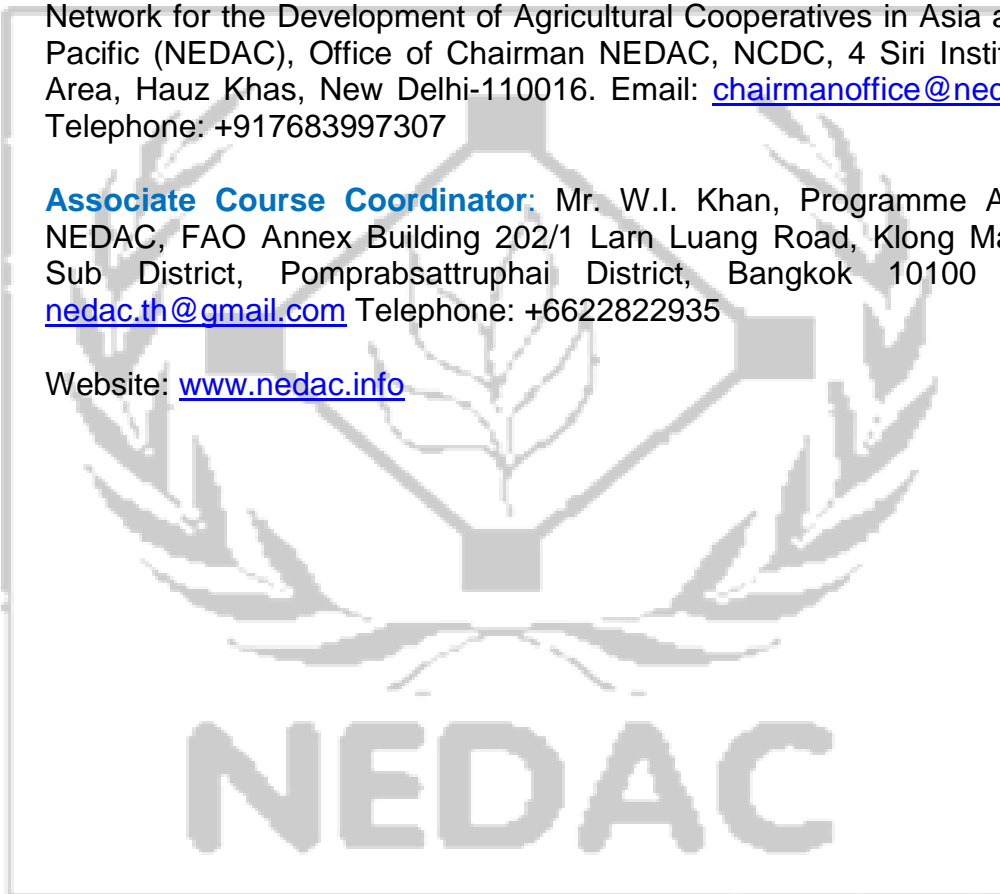 Network for the Development of Agricultural Cooperatives in Asia
Pacific (NEDAC), Office of Chairman NEDAC, NCDC, 4 Siri
Area, Hauz Khas, New Delhi-110016. Email:
Telephone: +917683997307
Associate Course Coordinator: Mr. W.I. Khan, Programme
NEDAC, FAO Annex Building 202/1 Larn Luang Road, Klong
Sub District, Pomprabsattruphai District, Bangkok 10100
nedac.th@gmail.com Telephone: +6622822935
Website: www.nedac.info
NEDAC